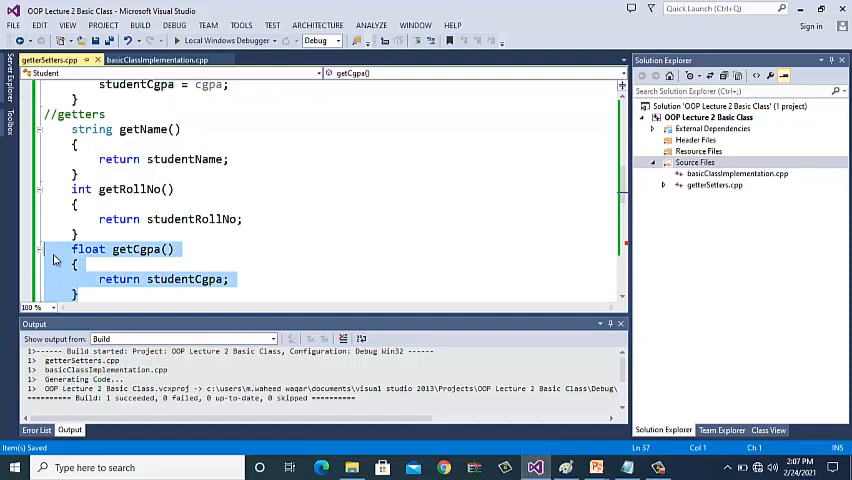 OOP Lecture 2 Basic Class - Microsoft Visual Studio
Quick Launch (Ctrl+Q)
FILE EDIT VIEW PROJECT BUILD DEBUG TEAM TOOLS TEST ARCHITECTURE ANALYZE WINDOW HELP
Sign in
Local Windows Debugger Debug
Server Explorer
Toolbox
getterSetters.cpp basicClassImplementation.cpp
Student getCgpa()
studentCgpa = cgpa;
}
//getters
string getName()
{
return studentName;
}
int getRollNo()
{
return studentRollNo;
}
float getCgpa()
{
return studentCgpa;
}
100 %
Output
Show output from: Build
1>------ Build started: Project: OOP Lecture 2 Basic Class, Configuration: Debug Win32 ------
1> getterSetters.cpp
1> basicClassImplementation.cpp
1> Generating Code...
1> OOP Lecture 2 Basic Class.vcxproj -> c:\users\m.waheed waqar\documents\visual studio 2013\Projects\OOP Lecture 2 Basic Class\Debug\
========== Build: 1 succeeded, 0 failed, 0 up-to-date, 0 skipped ==========
Error List Output
Solution Explorer
Search Solution Explorer (Ctrl+;)
Solution 'OOP Lecture 2 Basic Class' (1 project)
OOP Lecture 2 Basic Class
External Dependencies
Header Files
Resource Files
Source Files
basicClassImplementation.cpp
getterSetters.cpp
Solution Explorer Team Explorer Class View
Item(s) Saved Ln 37 Col 1 Ch 1 INS
Type here to search
2:07 PM
2/24/2021